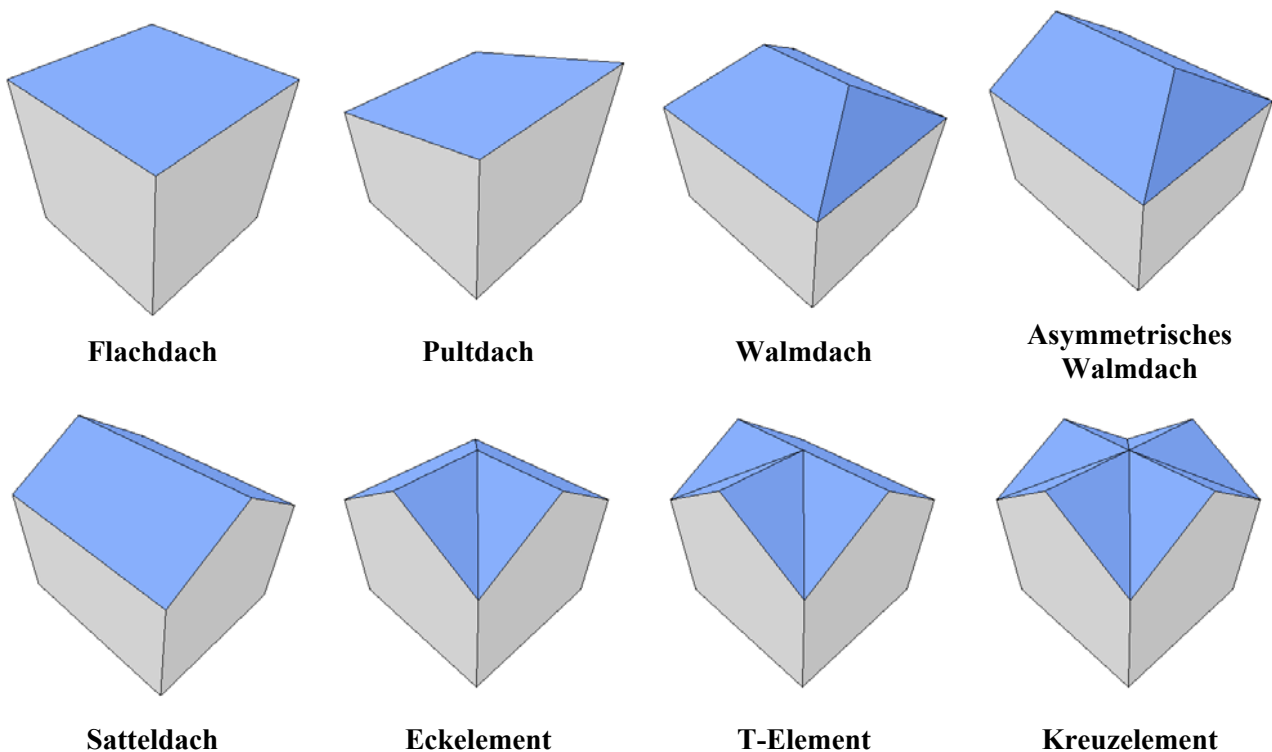 Flachdach
Pultdach
Walmdach
Asymmetrisches
Walmdach
Satteldach
Eckelement
T-Element
Kreuzelement